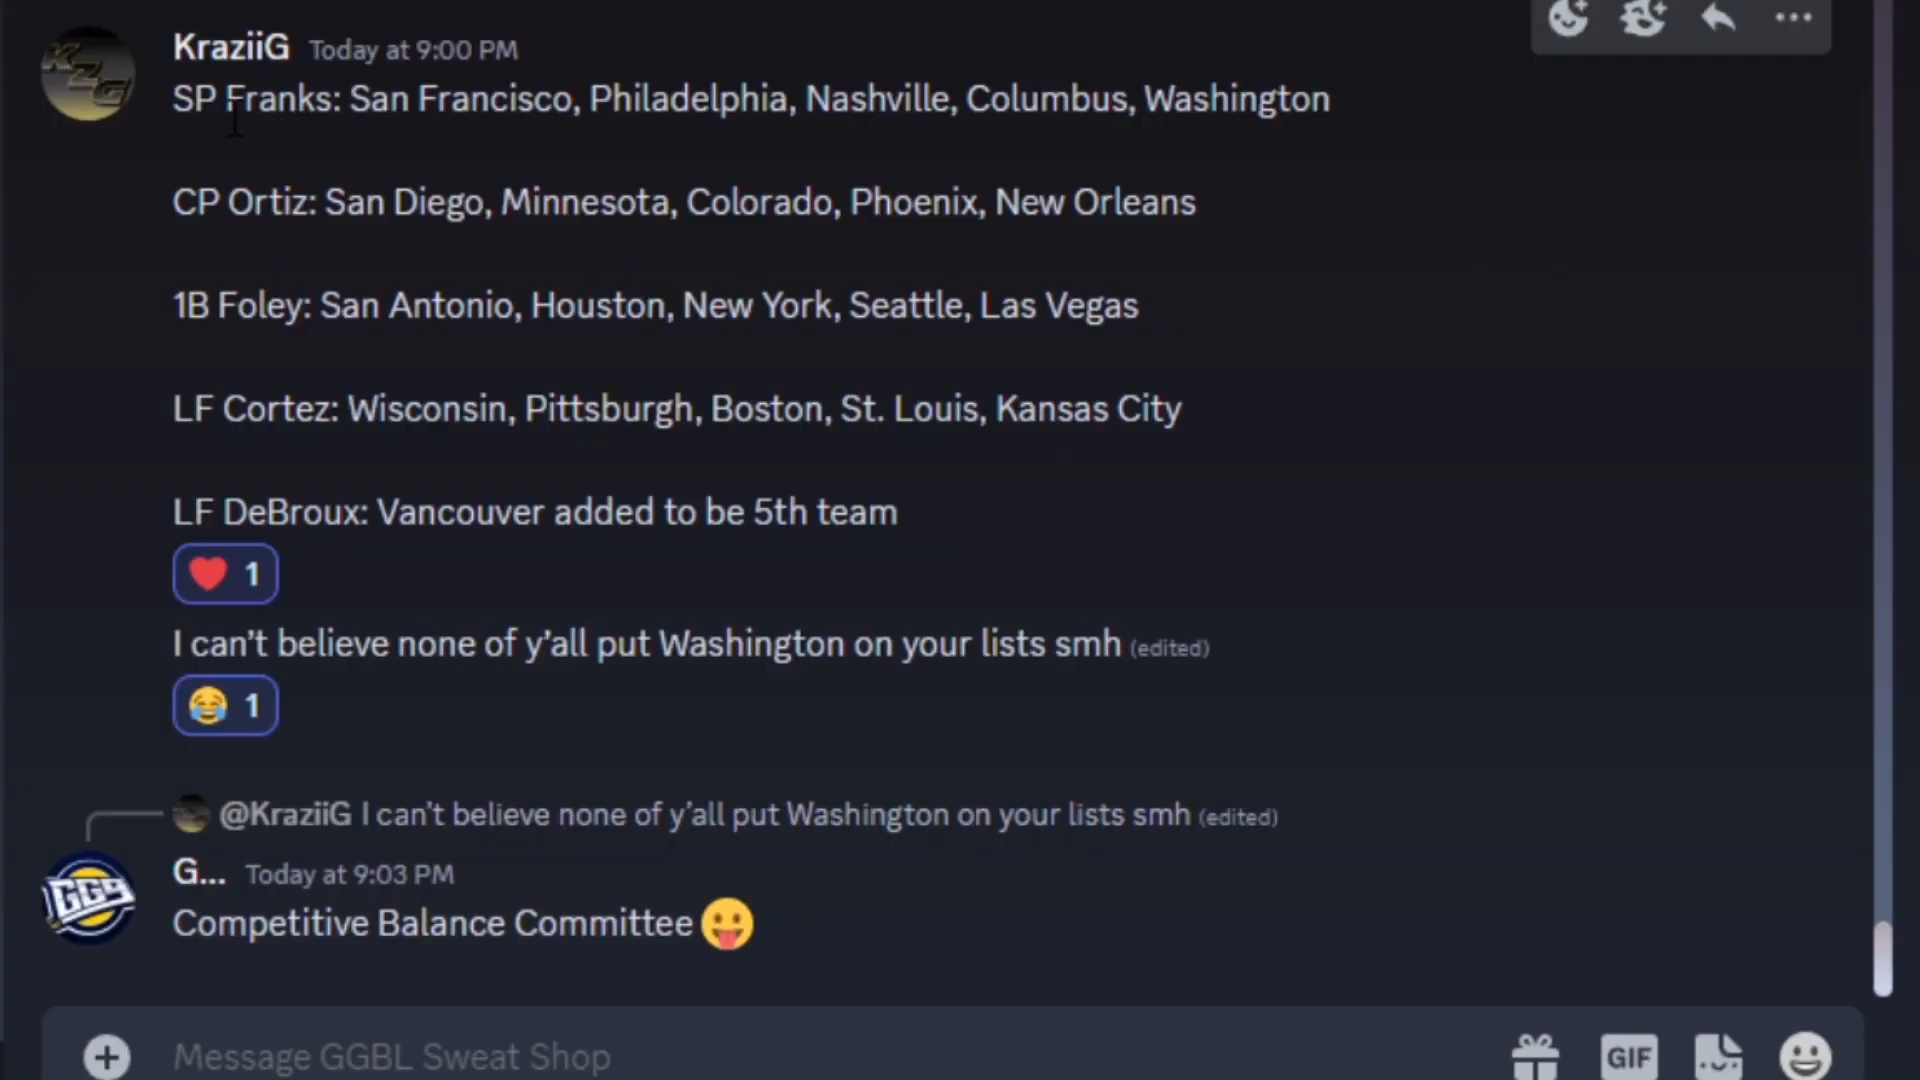 KraziiG Today at 9:00 PM
SP Franks: San Francisco, Philadelphia, Nashville, Columbus, Washington
CP Ortiz: San Diego, Minnesota, Colorado, Phoenix, New Orleans
1B Foley: San Antonio, Houston, New York, Seattle, Las Vegas
LF Cortez: Wisconsin, Pittsburgh, Boston, St. Louis, Kansas City
LF DeBroux: Vancouver added to be 5th team
❤️ 1
I can't believe none of y'all put Washington on your lists smh (edited)
😂 1
@KraziiG I can't believe none of y'all put Washington on your lists smh (edited)
G... Today at 9:03 PM
Competitive Balance Committee 😛
Message GGBL Sweat Shop
GIF
KZG
GG9